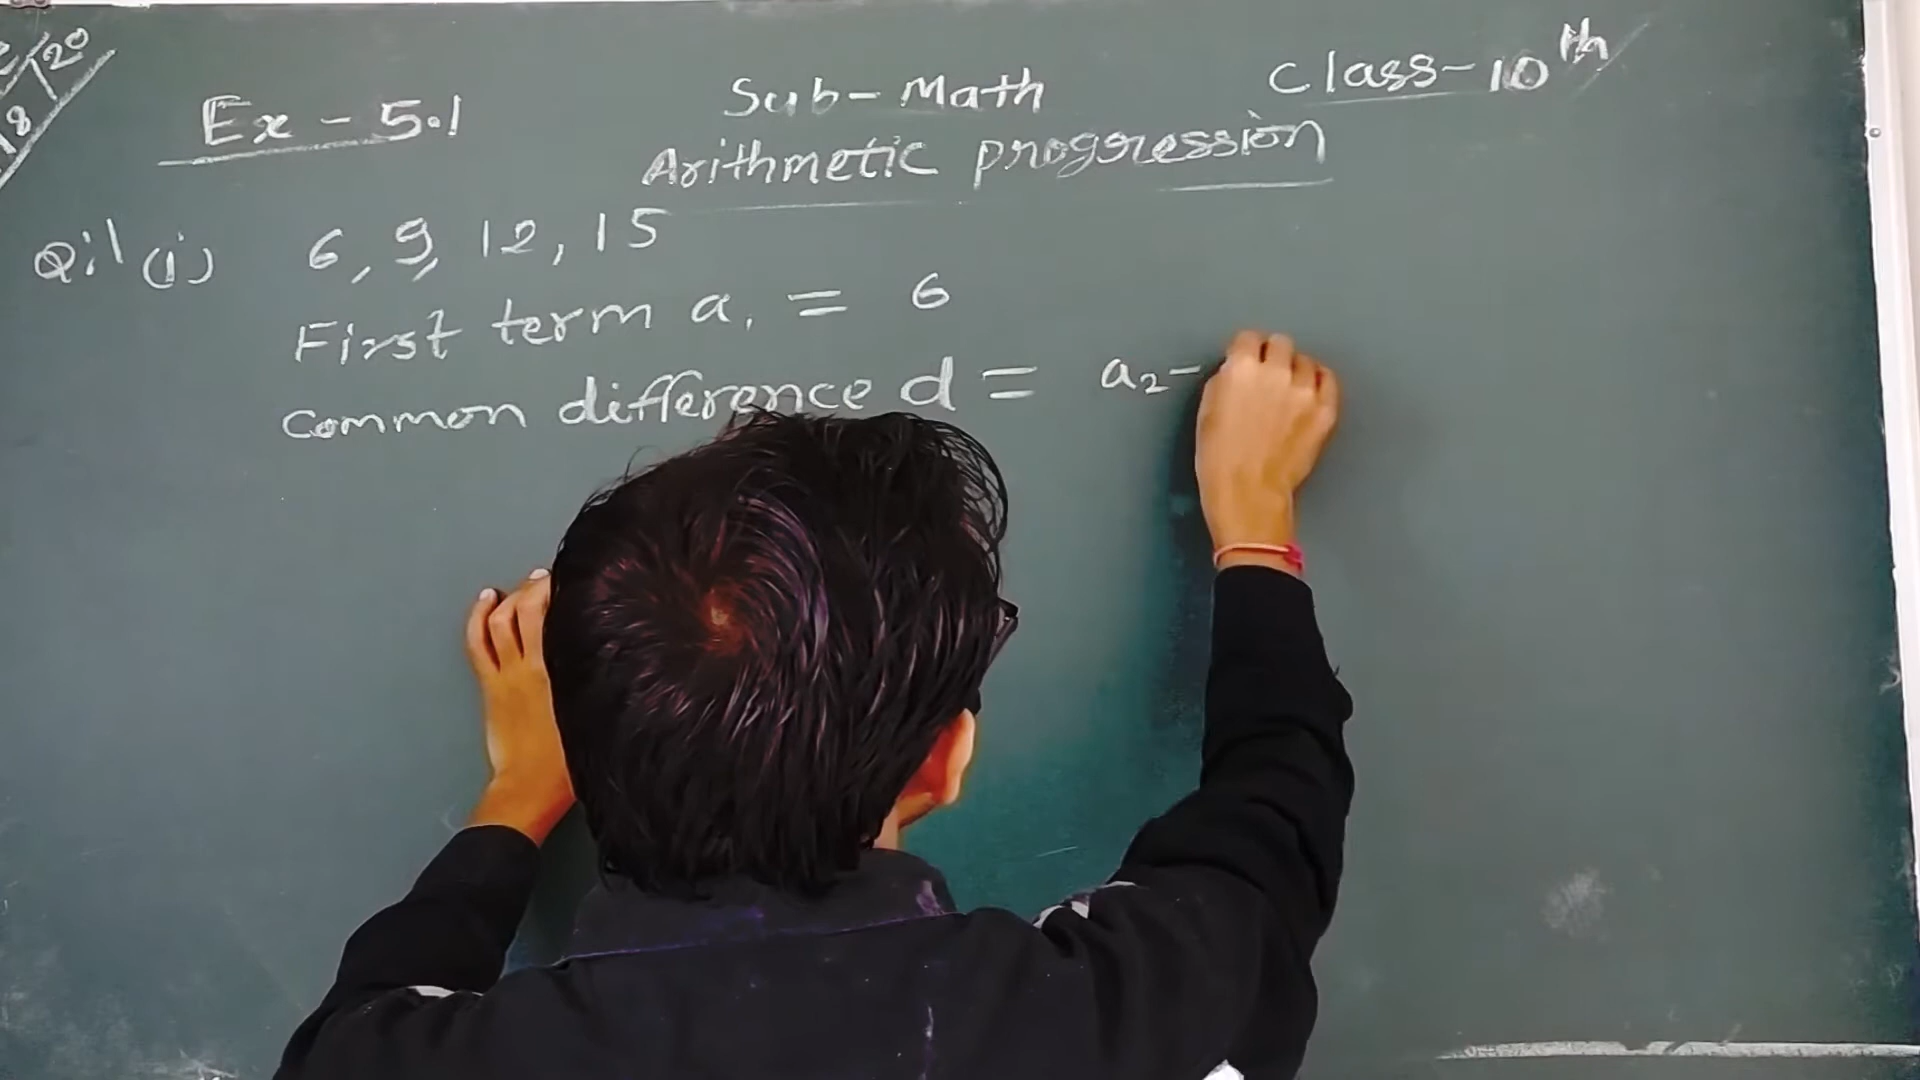 Ex - 5.1
Sub - Math
Class - 10th
Arithmetic progression
Q:1 (i) 6, 9, 12, 15
First term a1 = 6
Common difference d = a2 -